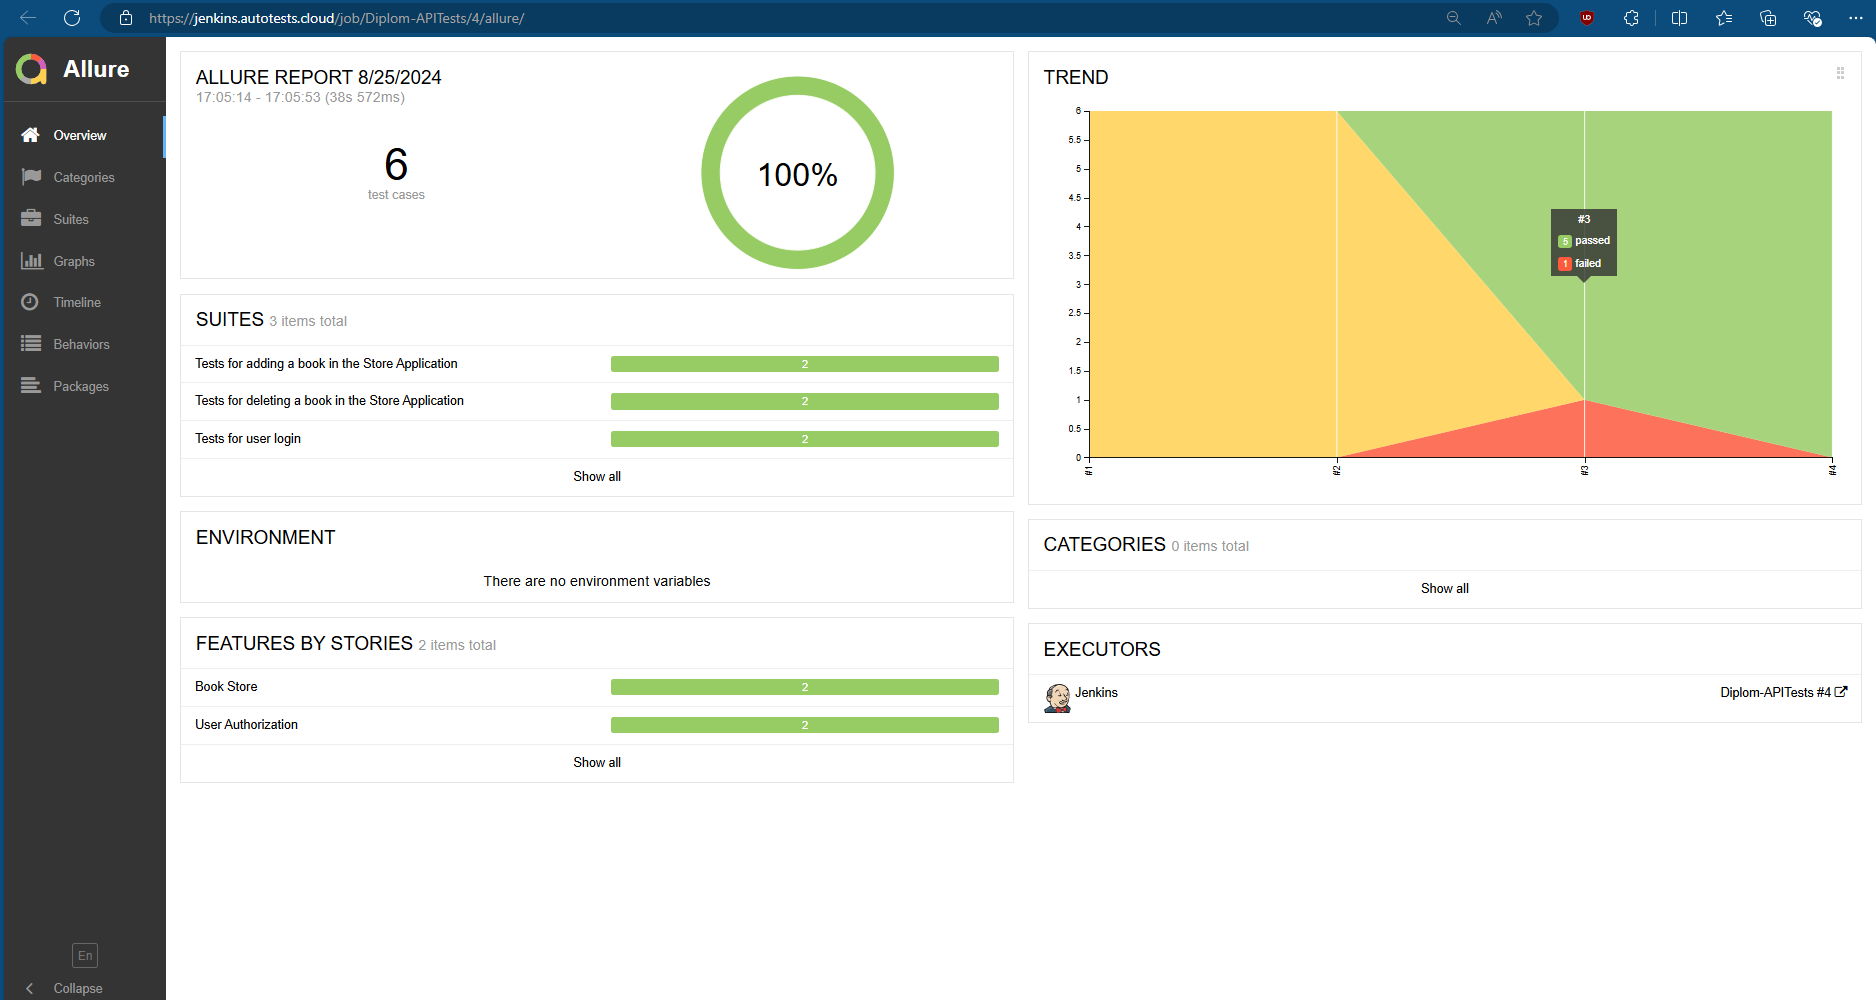 https://jenkins.autotests.cloud/job/Diplom-APITests/4/allure/
Allure
Overview
Categories
Suites
Graphs
Timeline
Behaviors
Packages
En
Collapse
ALLURE REPORT 8/25/2024
17:05:14 - 17:05:53 (38s 572ms)
6
test cases
100%
SUITES 3 items total
Tests for adding a book in the Store Application 2
Tests for deleting a book in the Store Application 2
Tests for user login 2
Show all
ENVIRONMENT
There are no environment variables
FEATURES BY STORIES 2 items total
Book Store 2
User Authorization 2
Show all
TREND
6
5.5
5
4.5
4
3.5
3
2.5
2
1.5
1
0.5
0
#1
#2
#3
#4
#3
5 passed
1 failed
CATEGORIES 0 items total
Show all
EXECUTORS
Jenkins Diplom-APITests #4